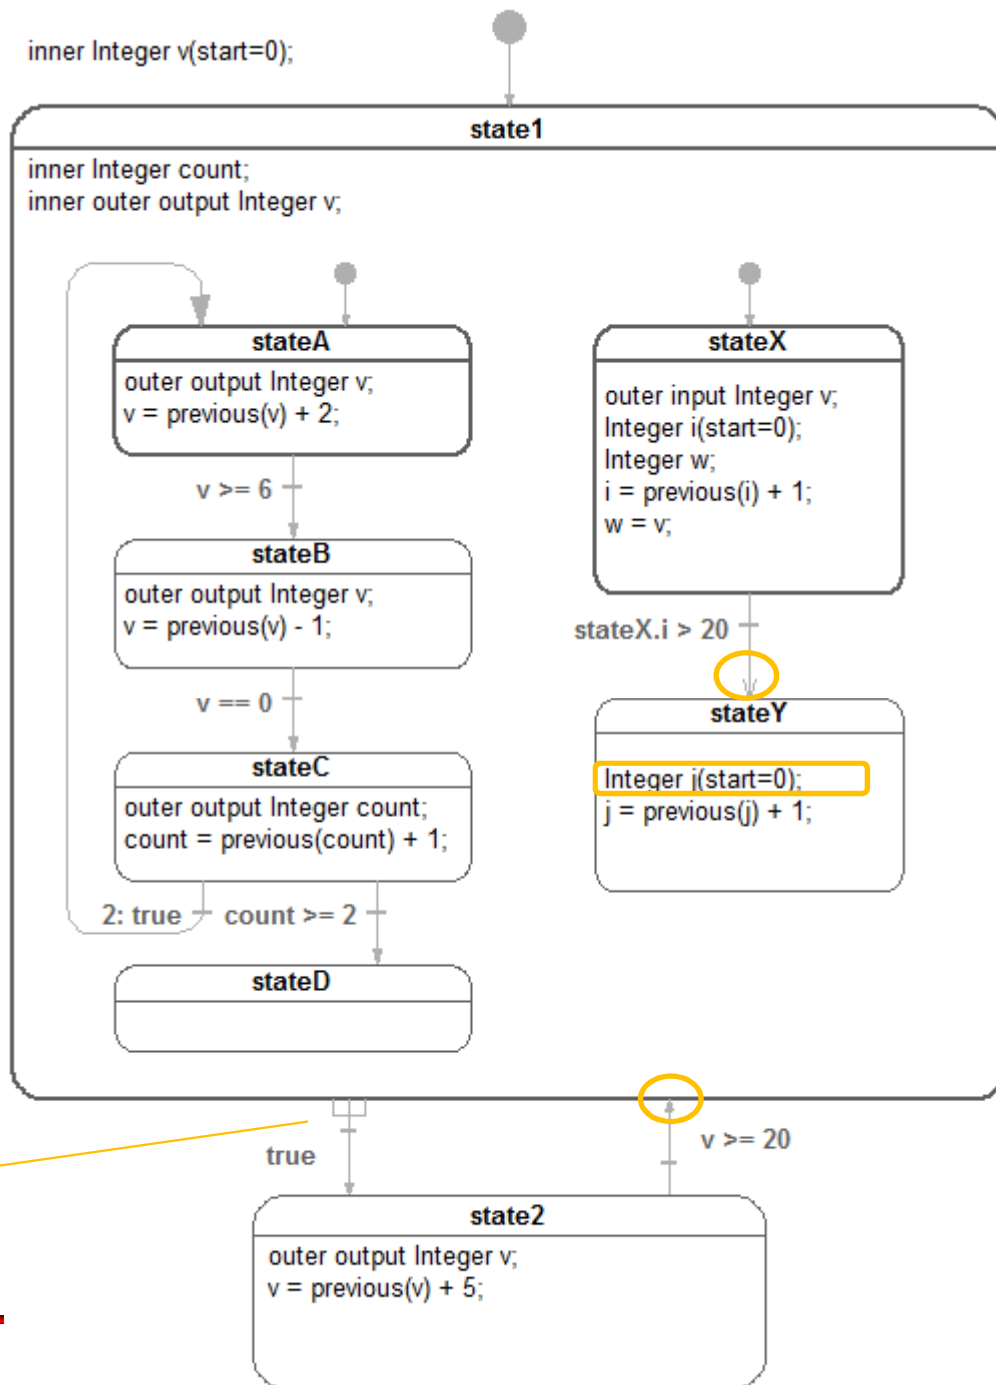 inner Integer v(start=0);
state1
inner Integer count;
inner outer output Integer v;
stateA
outer output Integer v;
v = previous(v) + 2;
v >= 6
stateB
outer output Integer v;
v = previous(v) - 1;
v == 0
stateC
outer output Integer count;
count = previous(count) + 1;
2: true
count >= 2
stateD
stateX
outer input Integer v;
Integer i(start=0);
Integer w;
i = previous(i) + 1;
w = v;
stateX.i > 20
stateY
Integer j(start=0);
j = previous(j) + 1;
true
v >= 20
state2
outer output Integer v;
v = previous(v) + 5;